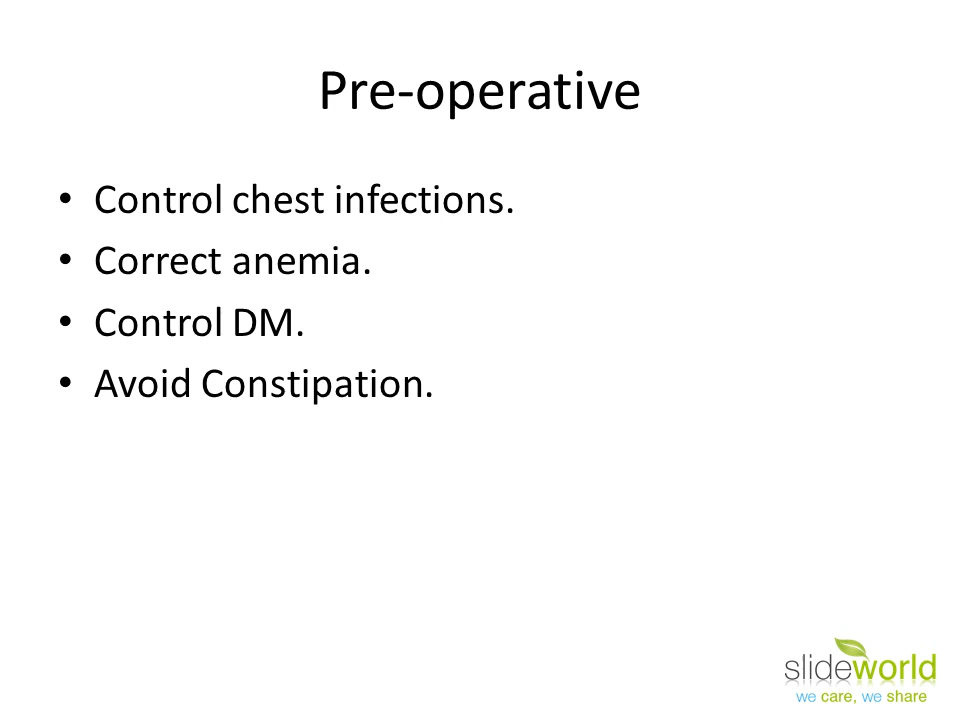 Pre-operative
• Control chest infections.
• Correct anemia.
• Control DM.
• Avoid Constipation.
slideworld
we care, we share